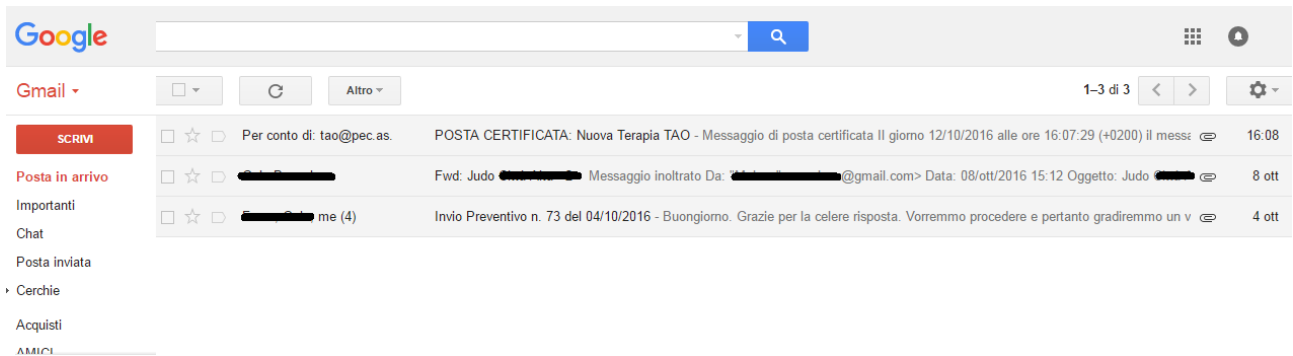 Google
Gmail
Altro
1–3 di 3
SCRIVI
Per conto di: tao@pec.as. POSTA CERTIFICATA: Nuova Terapia TAO - Messaggio di posta certificata Il giorno 12/10/2016 alle ore 16:07:29 (+0200) il messa 16:08
Posta in arrivo
Fwd: Judo Messaggio inoltrato Da: @gmail.com> Data: 08/ott/2016 15:12 Oggetto: Judo 8 ott
Importanti
me (4) Invio Preventivo n. 73 del 04/10/2016 - Buongiorno. Grazie per la celere risposta. Vorremmo procedere e pertanto gradiremmo un v 4 ott
Chat
Posta inviata
Cerchie
Acquisti
AMICI